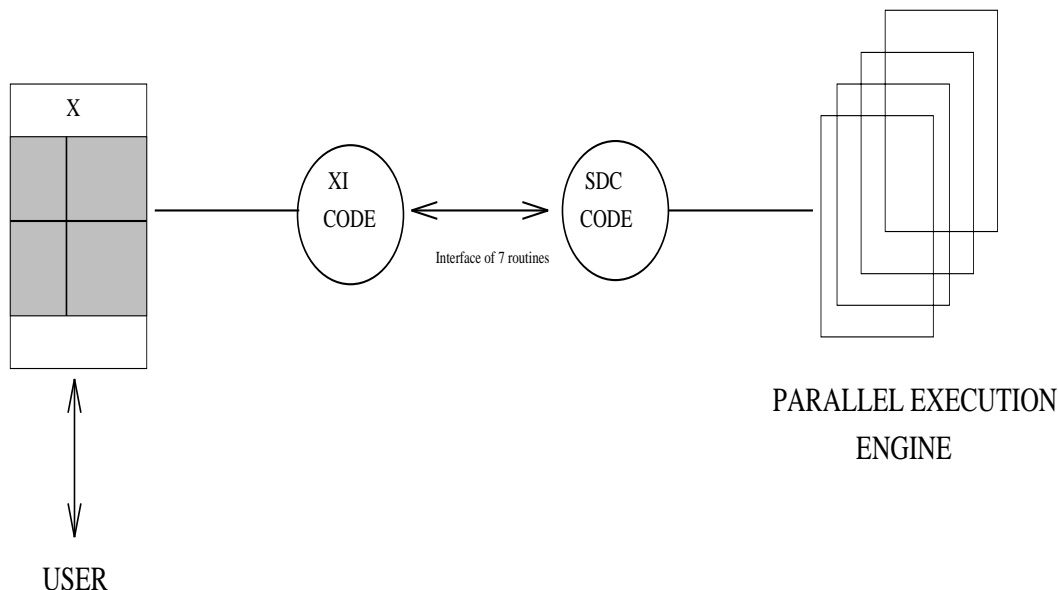 X
XI
CODE
SDC
CODE
Interface of 7 routines
PARALLEL EXECUTION
ENGINE
USER